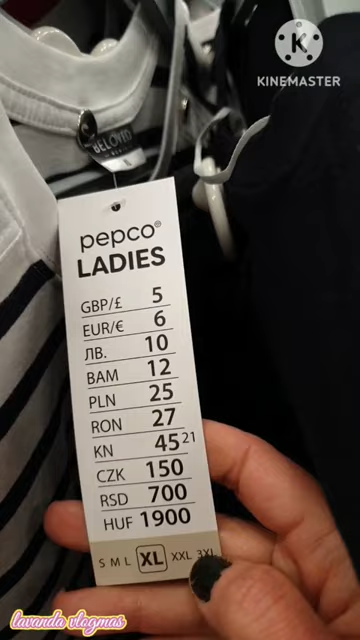 KINEMASTER
BELOVED
pepco®
LADIES
GBP/£ 5
EUR/€ 6
ЛВ. 10
BAM 12
PLN 25
RON 27
KN 45 21
CZK 150
RSD 700
HUF 1900
S M L XL XXL 3XL
lavanda vlogmas